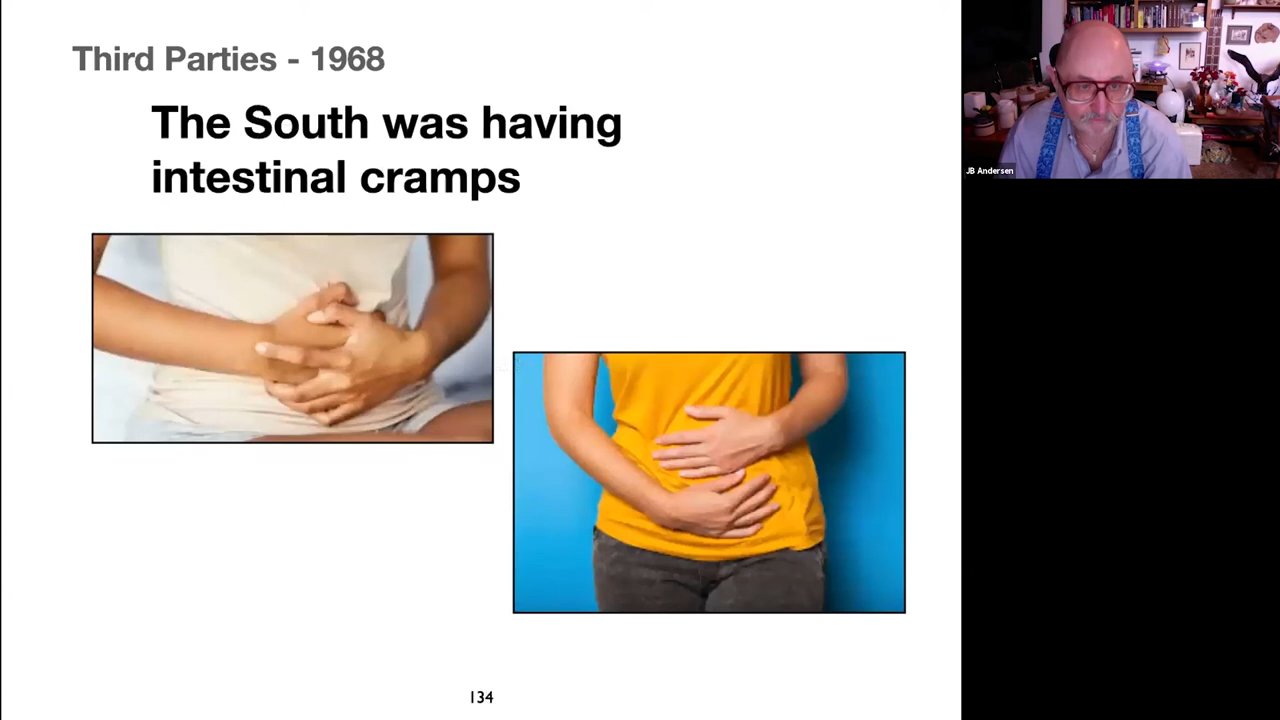 Third Parties - 1968
The South was having
intestinal cramps
JB Andersen
134